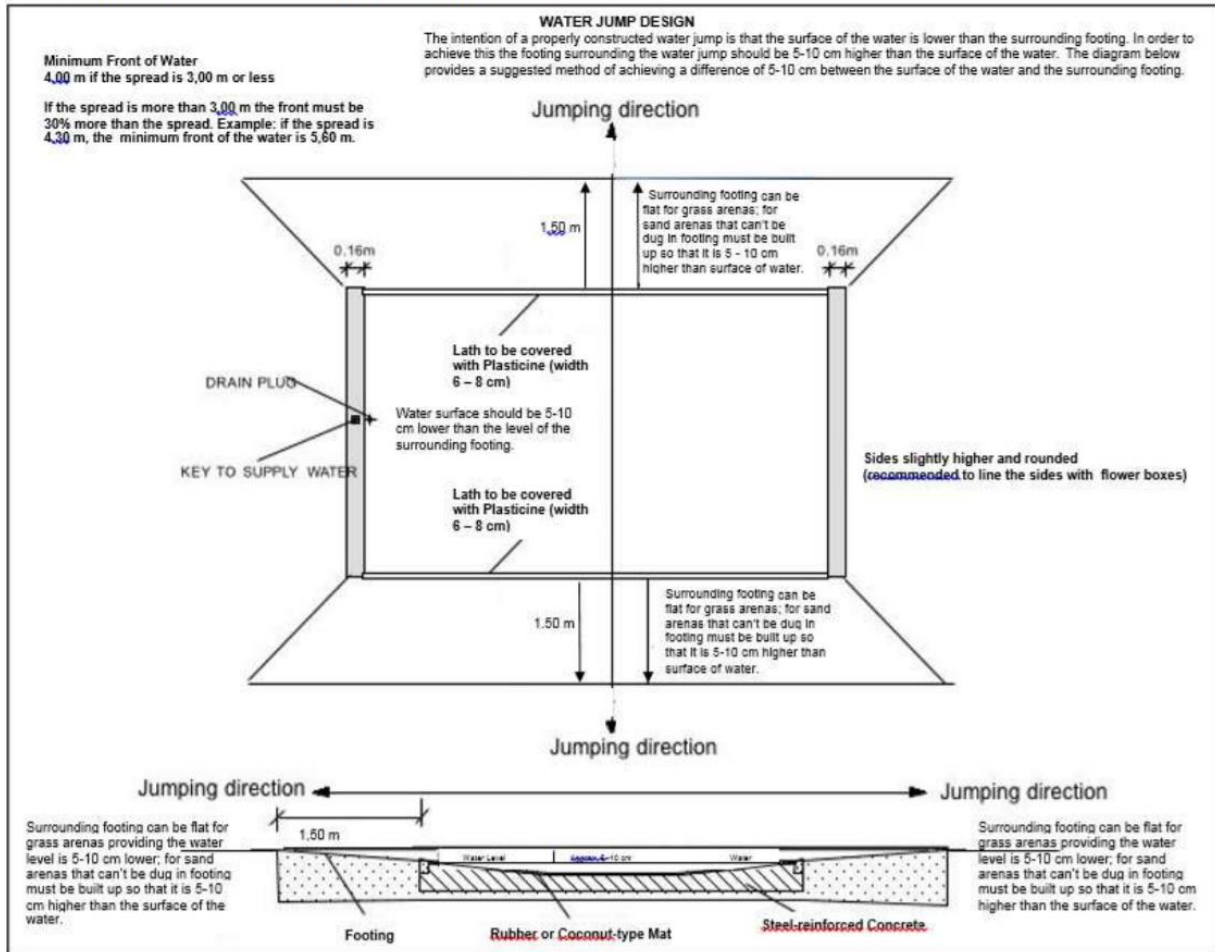 WATER JUMP DESIGN
The intention of a properly constructed water jump is that the surface of the water is lower than the surrounding footing. In order to
achieve this the footing surrounding the water jump should be 5-10 cm higher than the surface of the water. The diagram below
provides a suggested method of achieving a difference of 5-10 cm between the surface of the water and the surrounding footing.
Minimum Front of Water
4,00 m if the spread is 3,00 m or less
If the spread is more than 3,00 m the front must be
30% more than the spread. Example: if the spread is
4,30 m, the minimum front of the water is 5,60 m.
Jumping direction
1,50 m
Surrounding footing can be
flat for grass arenas; for
sand arenas that can't be
dug in footing must be built
up so that it is 5 - 10 cm
higher than surface of water.
0,16m
0,16m
Lath to be covered
with Plasticine (width
6 – 8 cm)
DRAIN PLUG
Water surface should be 5-10
cm lower than the level of the
surrounding footing.
KEY TO SUPPLY WATER
Sides slightly higher and rounded
(recommended to line the sides with flower boxes)
Lath to be covered
with Plasticine (width
6 – 8 cm)
1.50 m
Surrounding footing can be
flat for grass arenas; for sand
arenas that can't be dug in
footing must be built up so
that it is 5-10 cm higher than
surface of water.
Jumping direction
Jumping direction
Jumping direction
1,50 m
Surrounding footing can be flat for
grass arenas providing the water
level is 5-10 cm lower; for sand
arenas that can't be dug in footing
must be built up so that it is 5-10
cm higher than the surface of the
water.
Water Level
10 cm
Water
Surrounding footing can be flat for
grass arenas providing the water
level is 5-10 cm lower; for sand
arenas that can't be dug in footing
must be built up so that it is 5-10 cm
higher than the surface of the water.
Footing
Rubber or Coconut-type Mat
Steel-reinforced Concrete